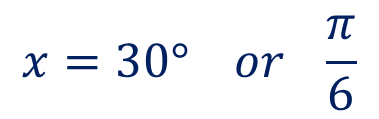 x = 30° or π/6